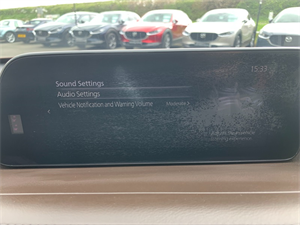 15:33
Sound Settings
Audio Settings
Vehicle Notification and Warning Volume